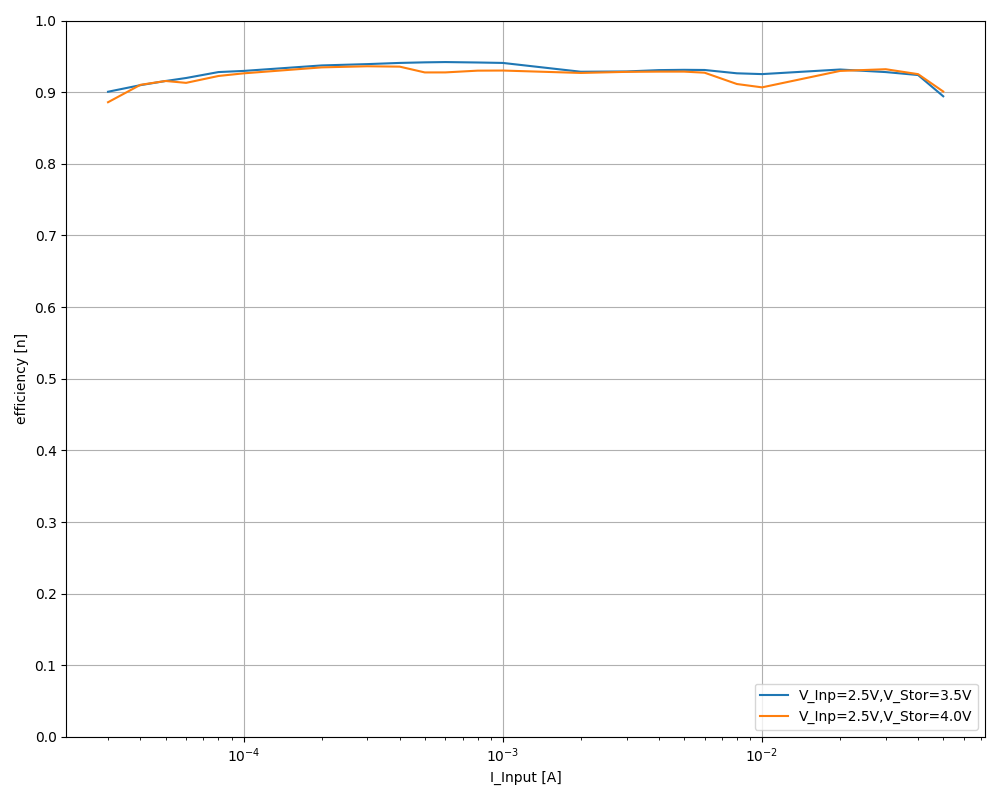 1.0
0.9
0.8
0.7
0.6
0.5
0.4
0.3
0.2
0.1
0.0
efficiency [n]
10⁻⁴ 10⁻³ 10⁻²
I_Input [A]
V_Inp=2.5V,V_Stor=3.5V
V_Inp=2.5V,V_Stor=4.0V